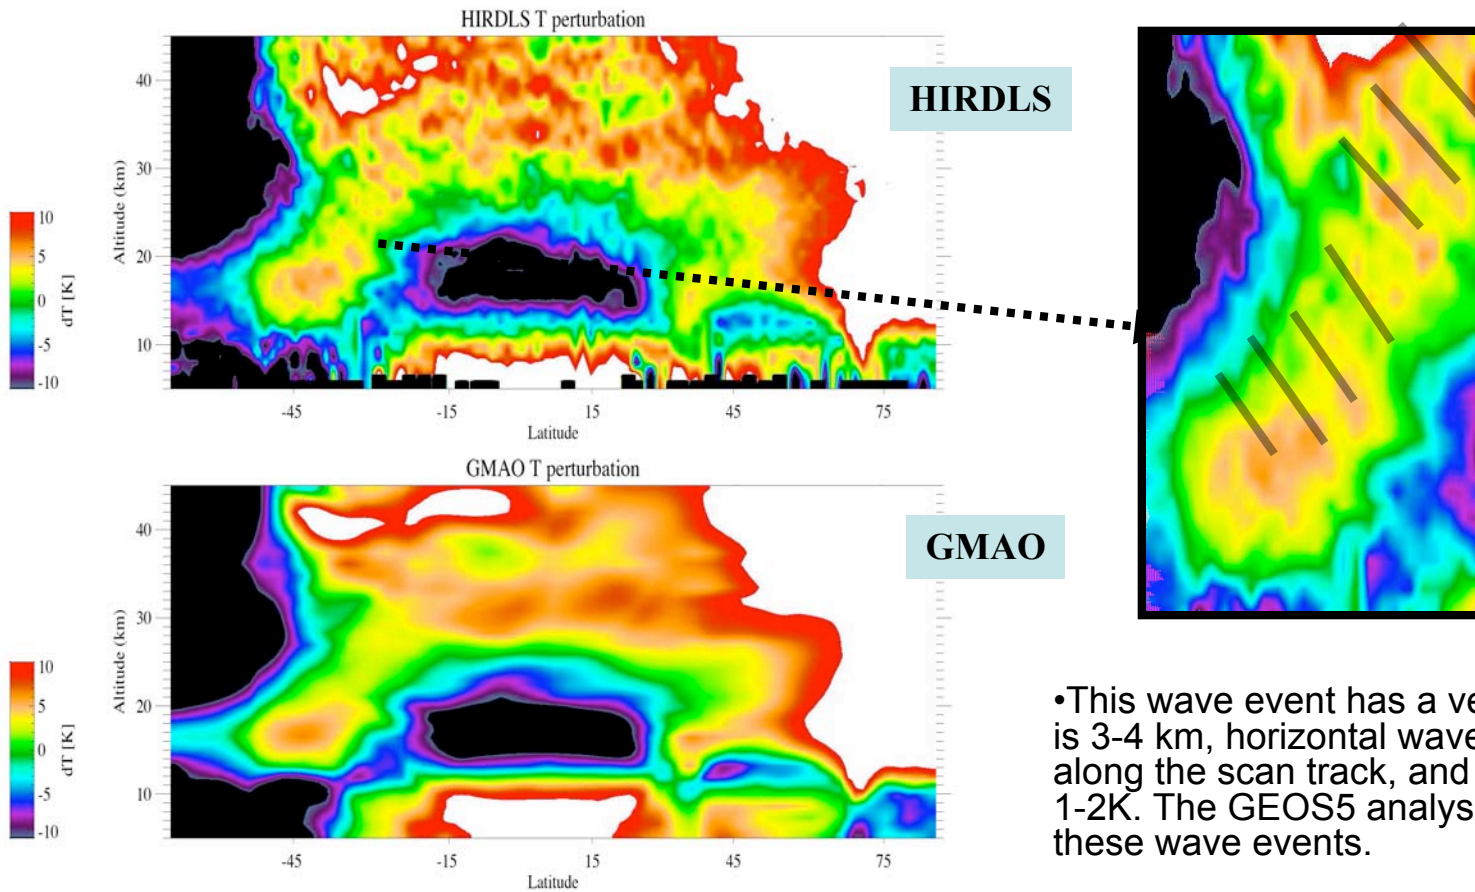 HIRDLS T perturbation
40
30
20
10
Altitude (km)
-45
-15
15
45
75
Latitude
10
5
0
-5
-10
dT [K]
HIRDLS
GMAO T perturbation
40
30
20
10
Altitude (km)
-45
-15
15
45
75
Latitude
10
5
0
-5
-10
dT [K]
GMAO
•This wave event has a ve
is 3-4 km, horizontal wave
along the scan track, and
1-2K. The GEOS5 analys
these wave events.